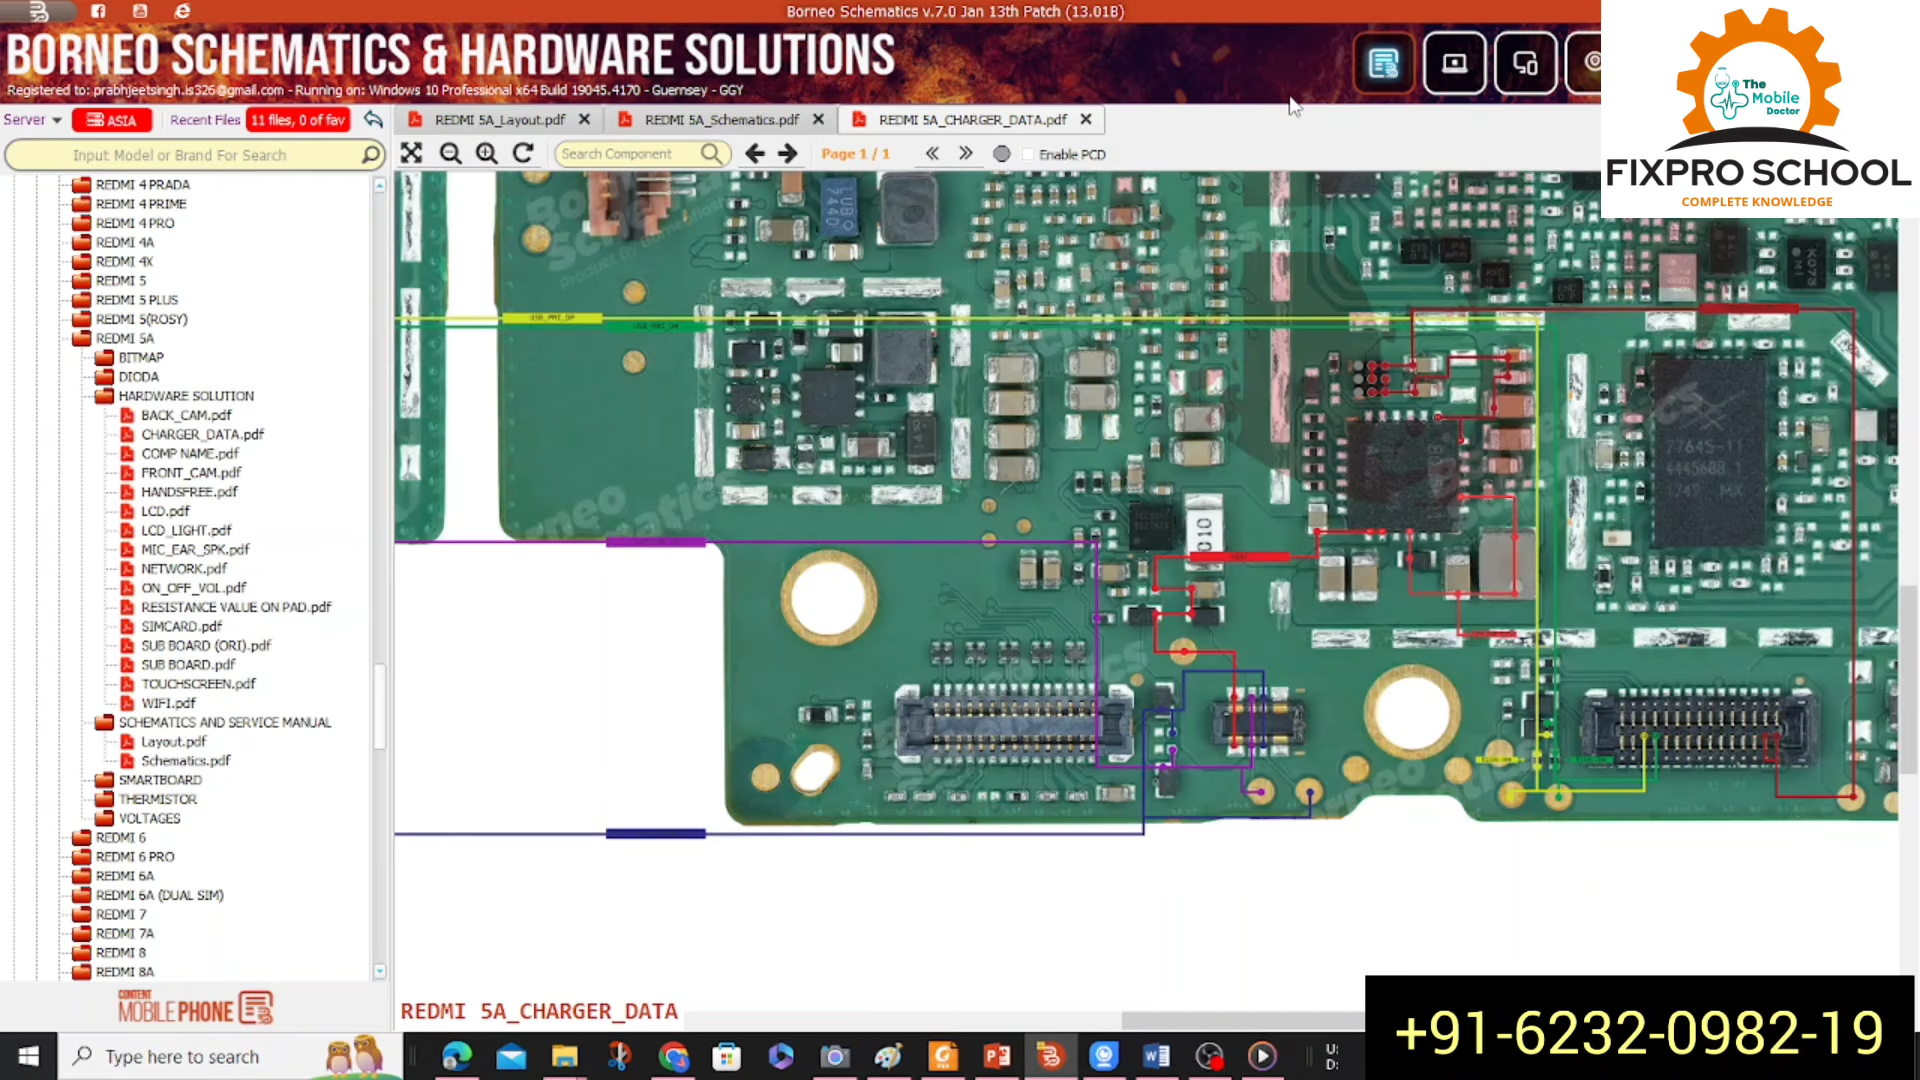 Borneo Schematics v.7.0 Jan 13th Patch (13.01B)
BORNEO SCHEMATICS & HARDWARE SOLUTIONS
Registered to: prabhjeetsingh.is326@gmail.com - Running on: Windows 10 Professional x64 Build 19045.4170 - Guernsey - GGY
The
Mobile
Doctor
FIXPRO SCHOOL
COMPLETE KNOWLEDGE
Server
ASIA
Recent Files
11 files, 0 of fav
REDMI 5A_Layout.pdf
REDMI 5A_Schematics.pdf
REDMI 5A_CHARGER_DATA.pdf
Input Model or Brand For Search
Search Component
Page 1 / 1
Enable PCD
REDMI 4 PRADA
REDMI 4 PRIME
REDMI 4 PRO
REDMI 4A
REDMI 4X
REDMI 5
REDMI 5 PLUS
REDMI 5(ROSY)
REDMI 5A
BITMAP
DIODA
HARDWARE SOLUTION
BACK_CAM.pdf
CHARGER_DATA.pdf
COMP NAME.pdf
FRONT_CAM.pdf
HANDSFREE.pdf
LCD.pdf
LCD_LIGHT.pdf
MIC_EAR_SPK.pdf
NETWORK.pdf
ON_OFF_VOL.pdf
RESISTANCE VALUE ON PAD.pdf
SIMCARD.pdf
SUB BOARD (ORI).pdf
SUB BOARD.pdf
TOUCHSCREEN.pdf
WIFI.pdf
SCHEMATICS AND SERVICE MANUAL
Layout.pdf
Schematics.pdf
SMARTBOARD
THERMISTOR
VOLTAGES
REDMI 6
REDMI 6 PRO
REDMI 6A
REDMI 6A (DUAL SIM)
REDMI 7
REDMI 7A
REDMI 8
REDMI 8A
USB_PRI_DP
USB_PRI_DM
010
77645-11
CONTENT
MOBILE PHONE
REDMI 5A_CHARGER_DATA
Type here to search
U:
D:
+91-6232-0982-19